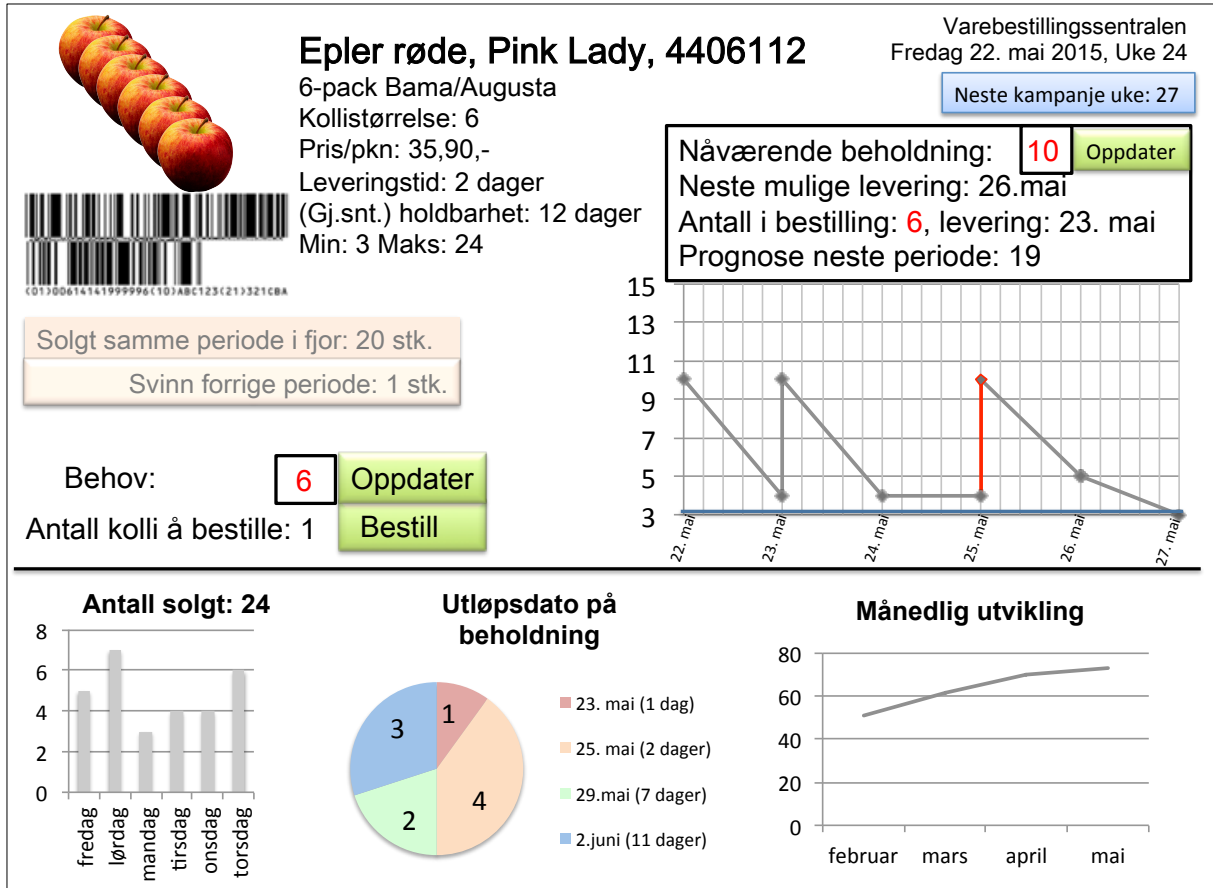 Epler røde, Pink Lady, 4406112
6-pack Bama/Augusta
Kollistørrelse: 6
Pris/pkn: 35,90,-
Leveringstid: 2 dager
(Gj.snt.) holdbarhet: 12 dager
Min: 3 Maks: 24
Varebestillingssentralen
Fredag 22. mai 2015, Uke 24
Neste kampanje uke: 27
Nåværende beholdning: 10 Oppdater
Neste mulige levering: 26.mai
Antall i bestilling: 6, levering: 23. mai
Prognose neste periode: 19
(01)00614141999996(10)ABC123(21)321CBA
Solgt samme periode i fjor: 20 stk.
Svinn forrige periode: 1 stk.
Behov: 6 Oppdater
Antall kolli å bestille: 1 Bestill
15
13
11
9
7
5
3
22. mai
23. mai
24. mai
25. mai
26. mai
27. mai
Antall solgt: 24
8
6
4
2
0
fredag
lørdag
mandag
tirsdag
onsdag
torsdag
Utløpsdato på
beholdning
1
4
2
3
23. mai (1 dag)
25. mai (2 dager)
29.mai (7 dager)
2.juni (11 dager)
Månedlig utvikling
80
60
40
20
0
februar mars april mai